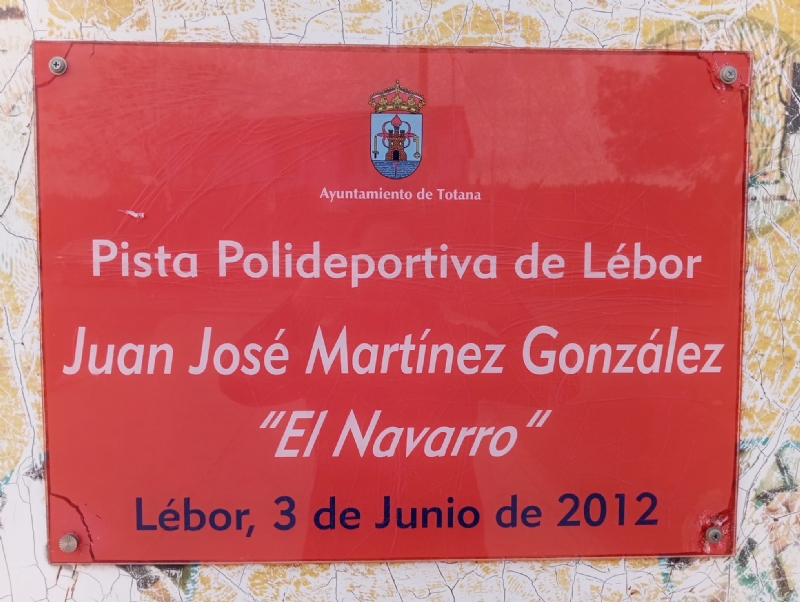 Ayuntamiento de Totana
Pista Polideportiva de Lébor
Juan José Martínez González
“El Navarro“
Lébor, 3 de Junio de 2012